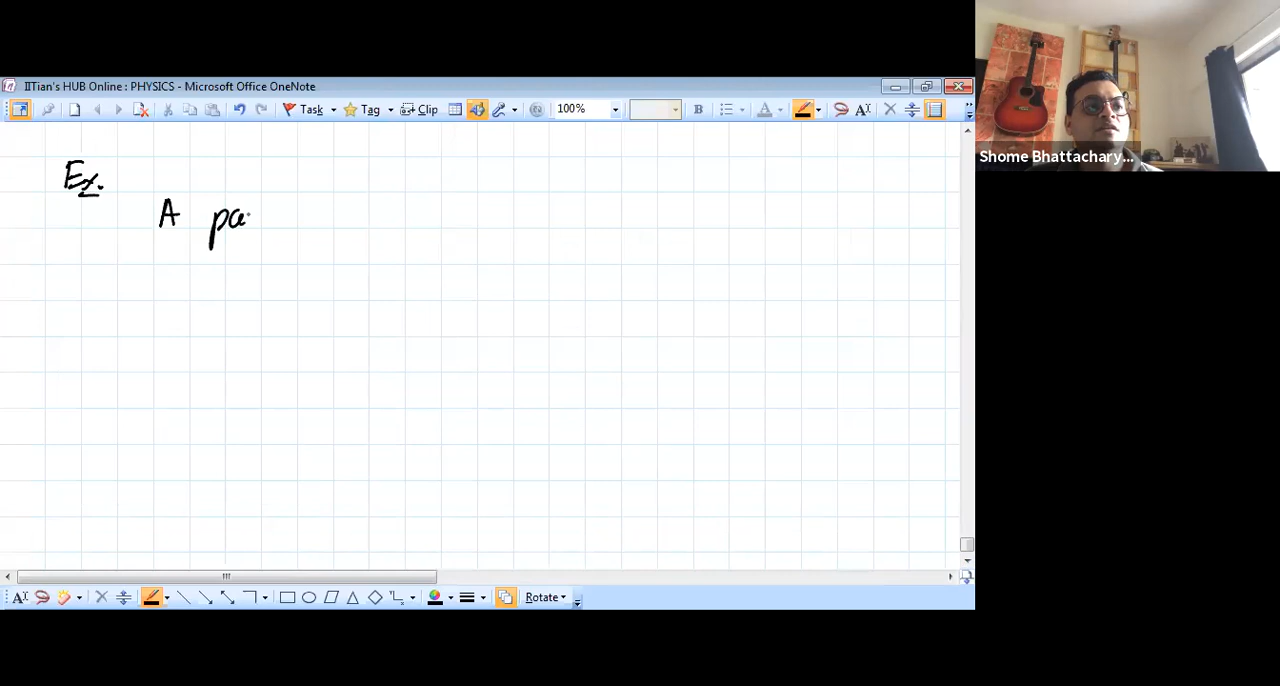 IITian's HUB Online : PHYSICS - Microsoft Office OneNote
Task Tag Clip 100% B A A
Ex.
A pa
A Rotate
Shome Bhattachary...